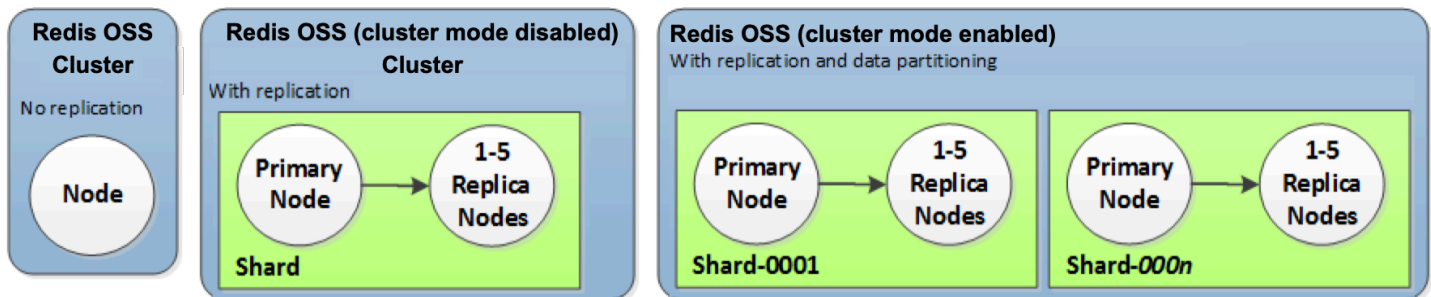 Redis OSS
Cluster
No replication
Node
Redis OSS (cluster mode disabled)
Cluster
With replication
Primary
Node
1-5
Replica
Nodes
Shard
Redis OSS (cluster mode enabled)
With replication and data partitioning
Primary
Node
1-5
Replica
Nodes
Shard-0001
Primary
Node
1-5
Replica
Nodes
Shard-000n